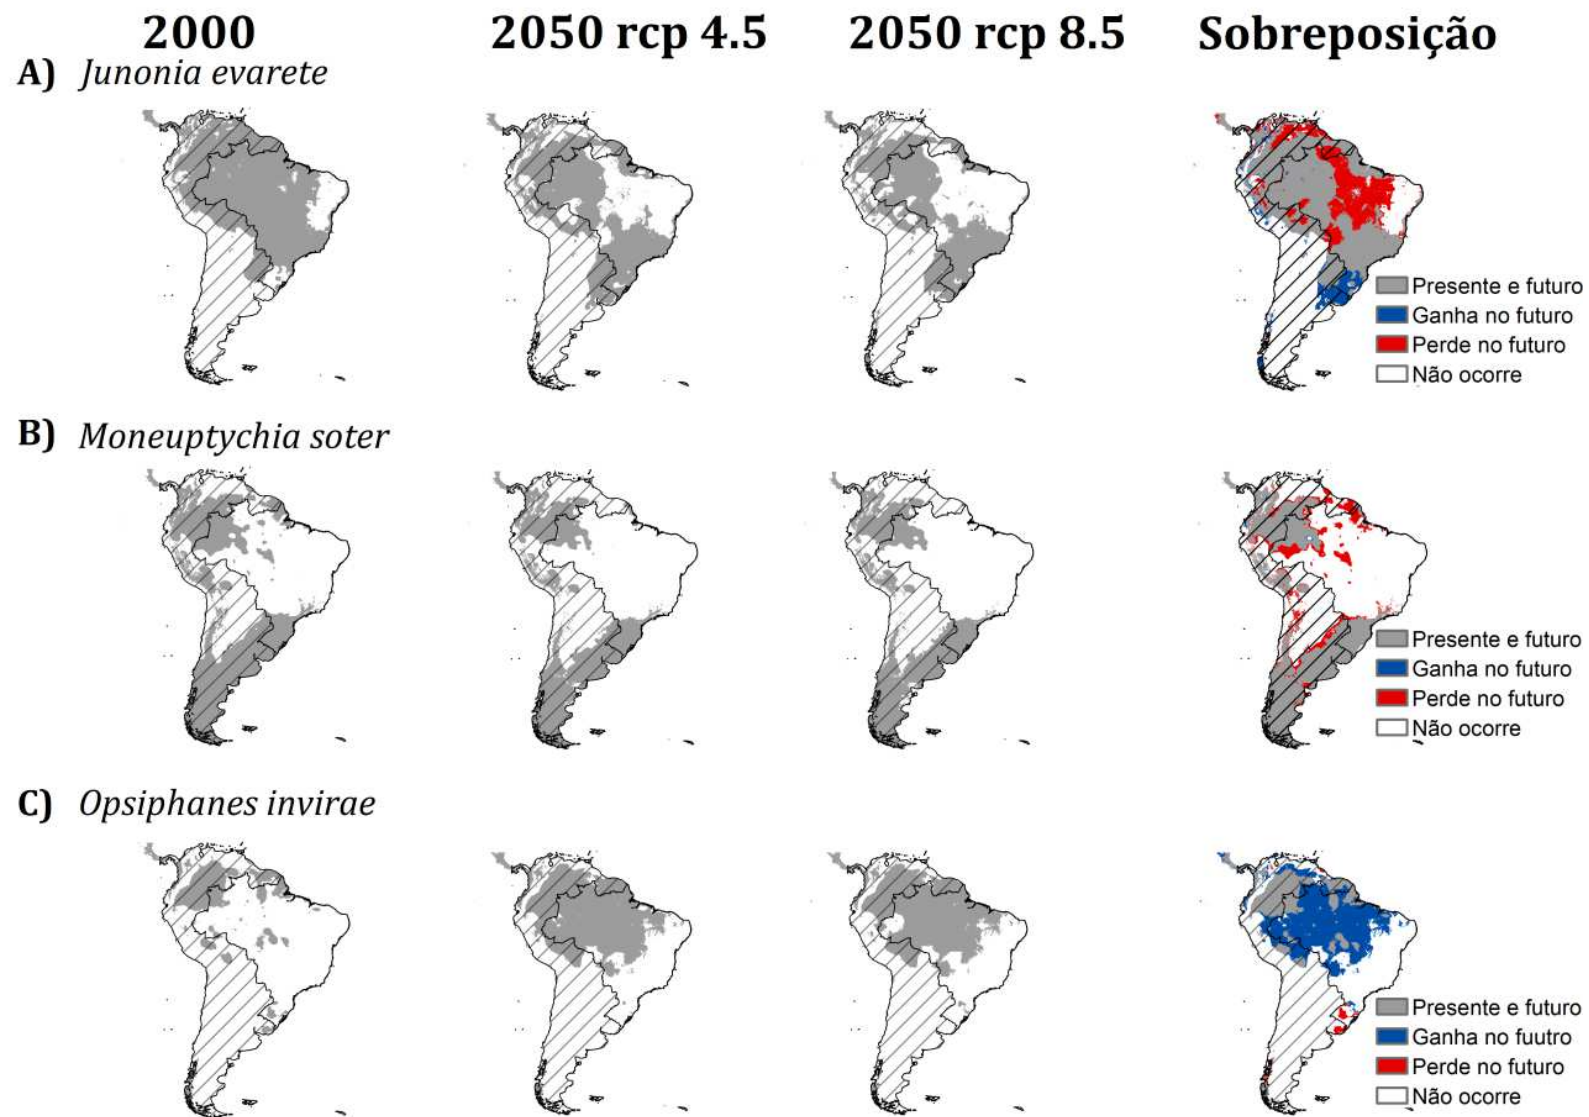 2000 2050 rcp 4.5 2050 rcp 8.5 Sobreposição
A) Junonia evarete
Presente e futuro
Ganha no futuro
Perde no futuro
Não ocorre
B) Moneuptychia soter
Presente e futuro
Ganha no futuro
Perde no futuro
Não ocorre
C) Opsiphanes invirae
Presente e futuro
Ganha no fuutro
Perde no futuro
Não ocorre